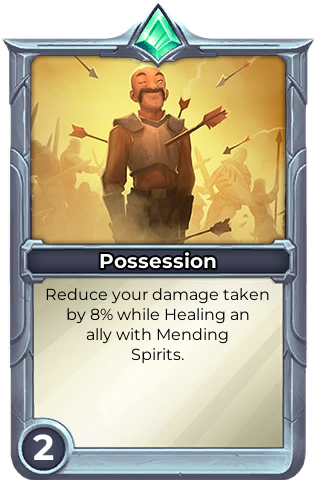 Possession
Reduce your damage taken
by 8% while Healing an
ally with Mending
Spirits.
2